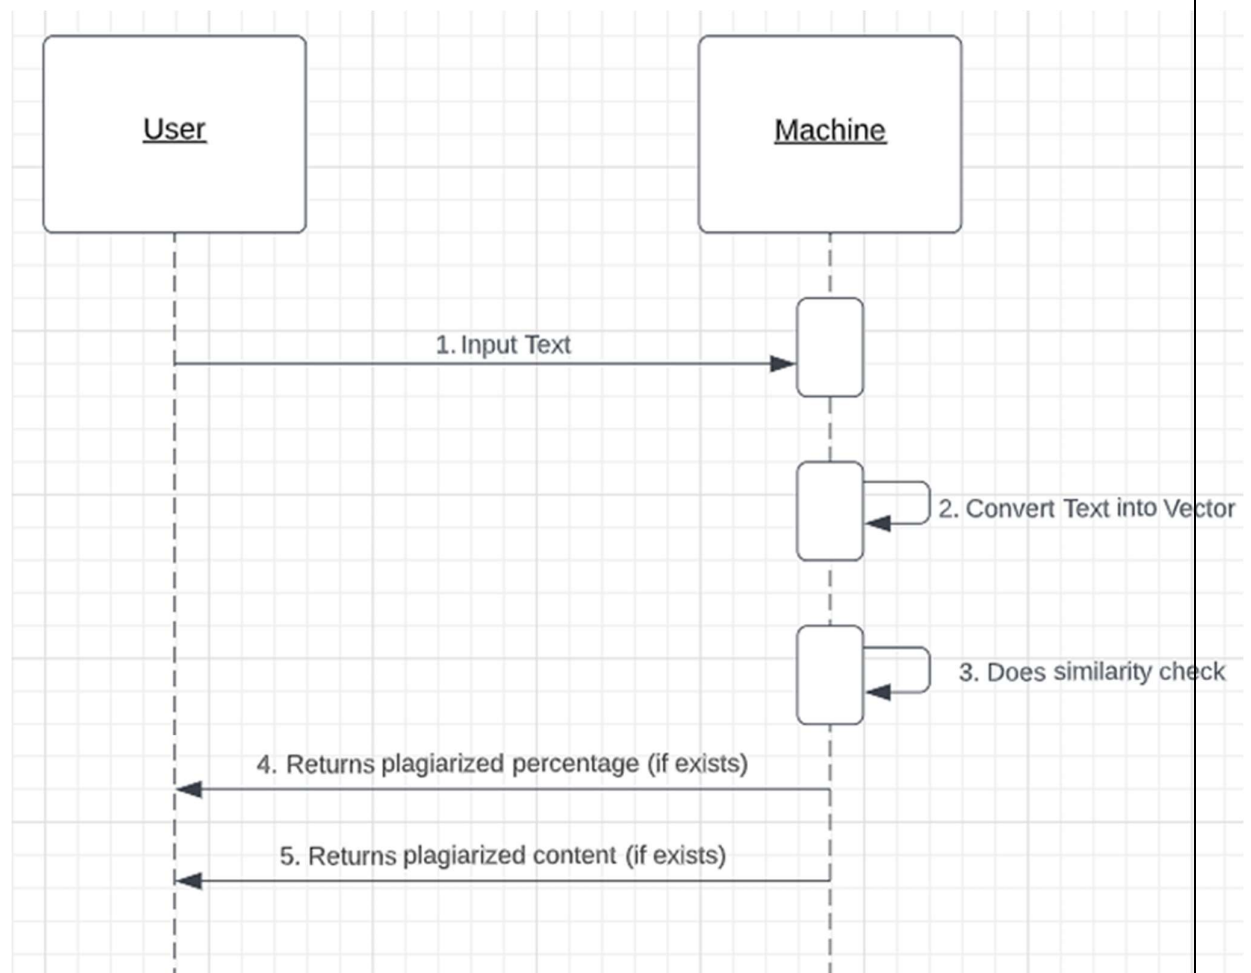 User
Machine
1. Input Text
2. Convert Text into Vector
3. Does similarity check
4. Returns plagiarized percentage (if exists)
5. Returns plagiarized content (if exists)